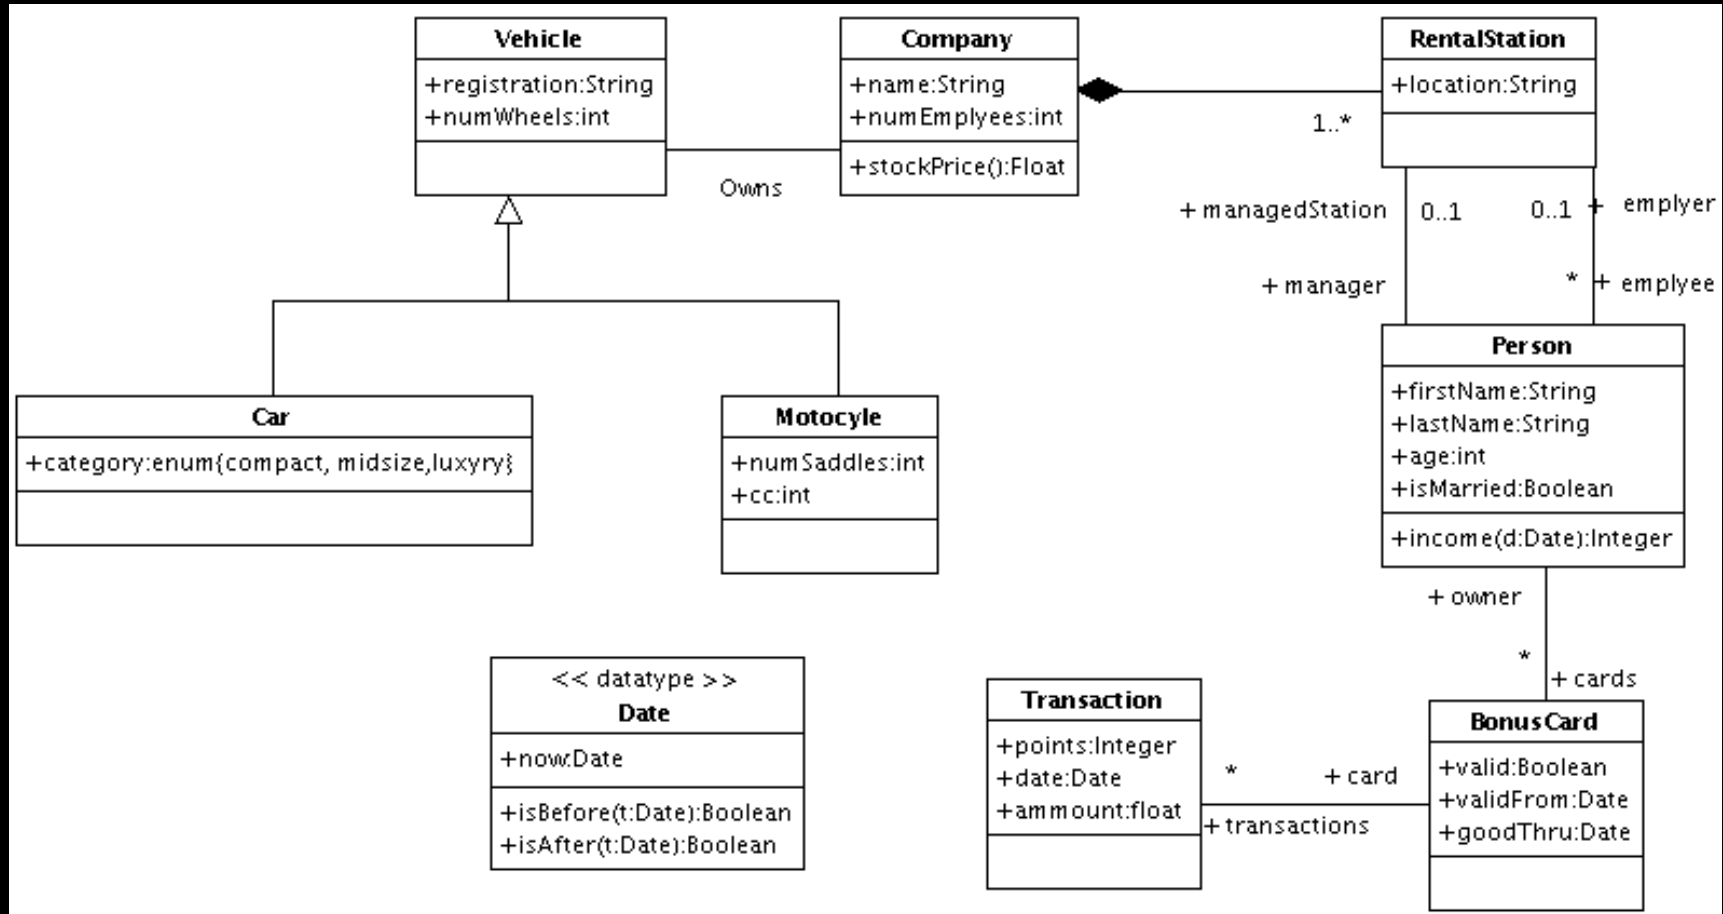 Vehicle
+registration:String
+numWheels:int
Company
+name:String
+numEmplyees:int
+stockPrice():Float
RentalStation
+location:String
1..*
Owns
+ managedStation
0..1
0..1
+ emplyer
+ manager
*
+ emplyee
Person
+firstName:String
+lastName:String
+age:int
+isMarried:Boolean
+income(d:Date):Integer
Car
+category:enum{compact, midsize,luxyry}
Motocyle
+numSaddles:int
+cc:int
+ owner
*
+ cards
<< datatype >>
Date
+now:Date
+isBefore(t:Date):Boolean
+isAfter(t:Date):Boolean
Transaction
+points:Integer
+date:Date
+ammount:float
*
+ card
+ transactions
BonusCard
+valid:Boolean
+validFrom:Date
+goodThru:Date